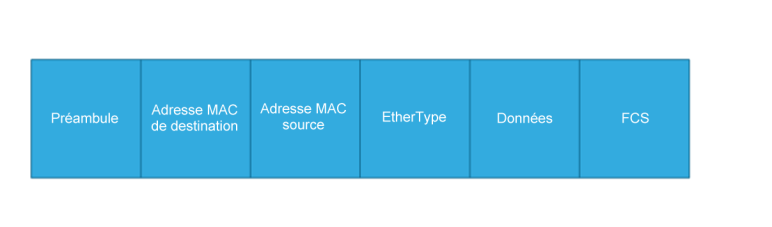 Préambule
Adresse MAC
de destination
Adresse MAC
source
EtherType
Données
FCS